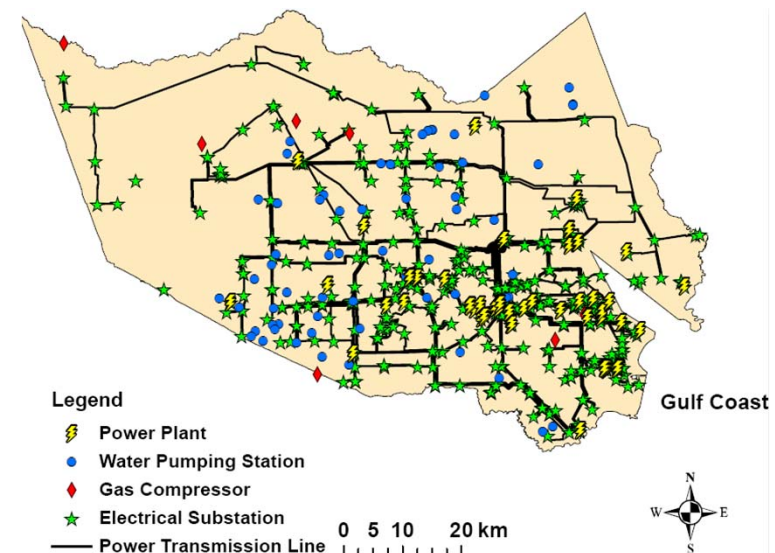 Legend
Power Plant
Water Pumping Station
Gas Compressor
Electrical Substation
Power Transmission Line
0 5 10 20 km
Gulf Coast
N
W E
S